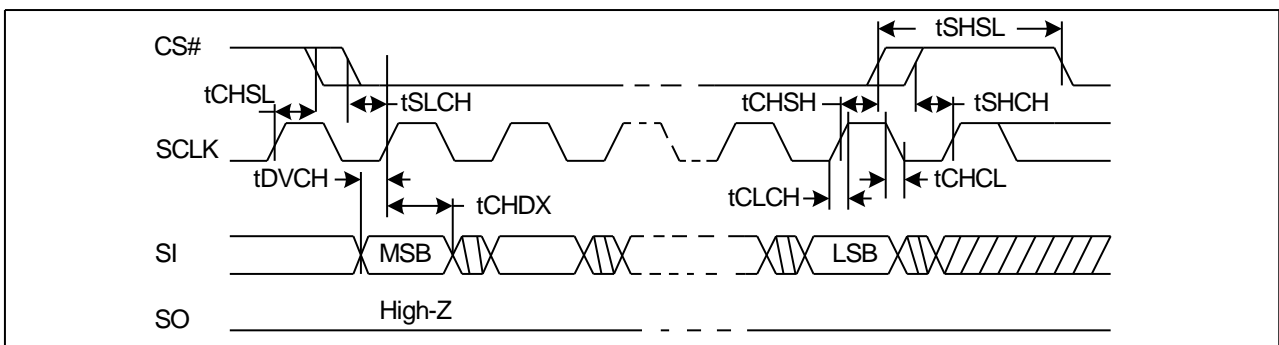 tSHSL
CS#
tCHSL
tSLCH
tCHSH
tSHCH
SCLK
tDVCH
tCHDX
tCLCH
tCHCL
SI
MSB
LSB
SO
High-Z